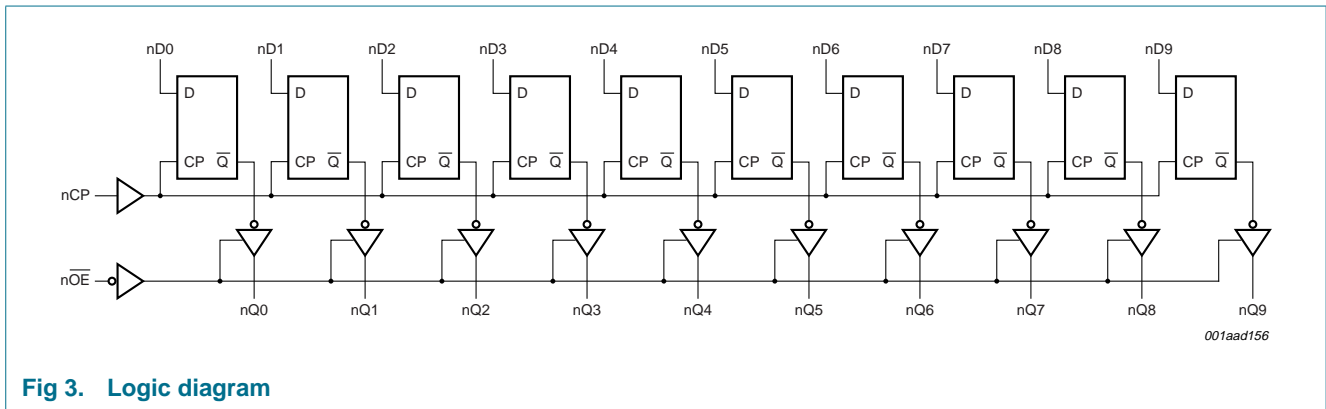 nD0 nD1 nD2 nD3 nD4 nD5 nD6 nD7 nD8 nD9
D D D D D D D D D D
CP Q̅ CP Q̅ CP Q̅ CP Q̅ CP Q̅ CP Q̅ CP Q̅ CP Q̅ CP Q̅ CP Q̅
nCP
nO̅E̅
nQ0 nQ1 nQ2 nQ3 nQ4 nQ5 nQ6 nQ7 nQ8 nQ9
001aad156
Fig 3. Logic diagram